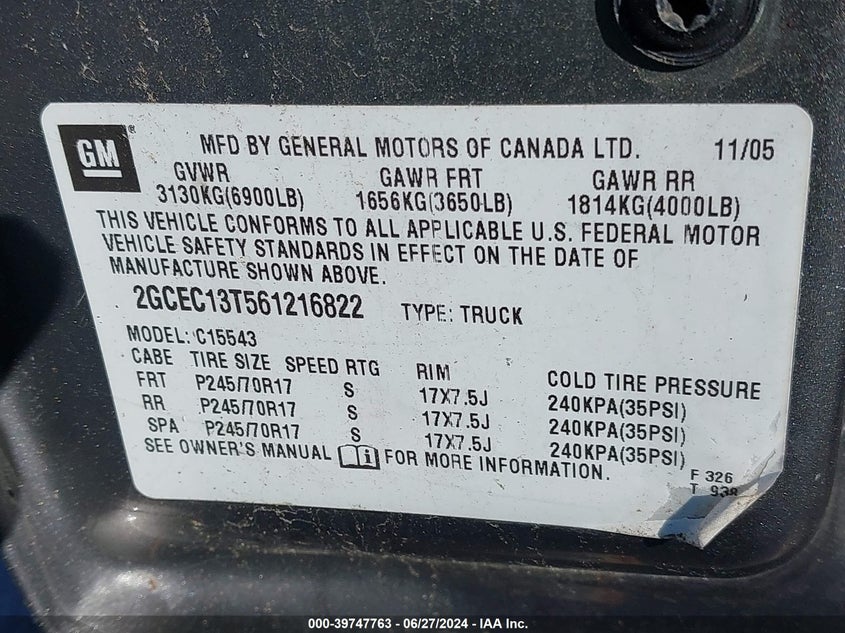 GM ® MFD BY GENERAL MOTORS OF CANADA LTD. 11/05
GVWR GAWR FRT GAWR RR
3130KG(6900LB) 1656KG(3650LB) 1814KG(4000LB)
THIS VEHICLE CONFORMS TO ALL APPLICABLE U.S. FEDERAL MOTOR
VEHICLE SAFETY STANDARDS IN EFFECT ON THE DATE OF
MANUFACTURE SHOWN ABOVE.
2GCEC13T561216822 TYPE: TRUCK
MODEL: C15543
CABE TIRE SIZE SPEED RTG RIM COLD TIRE PRESSURE
FRT P245/70R17 S 17X7.5J 240KPA(35PSI)
RR P245/70R17 S 17X7.5J 240KPA(35PSI)
SPA P245/70R17 S 17X7.5J 240KPA(35PSI)
SEE OWNER'S MANUAL i FOR MORE INFORMATION.
F 326
T 938
000-39747763 - 06/27/2024 - IAA Inc.